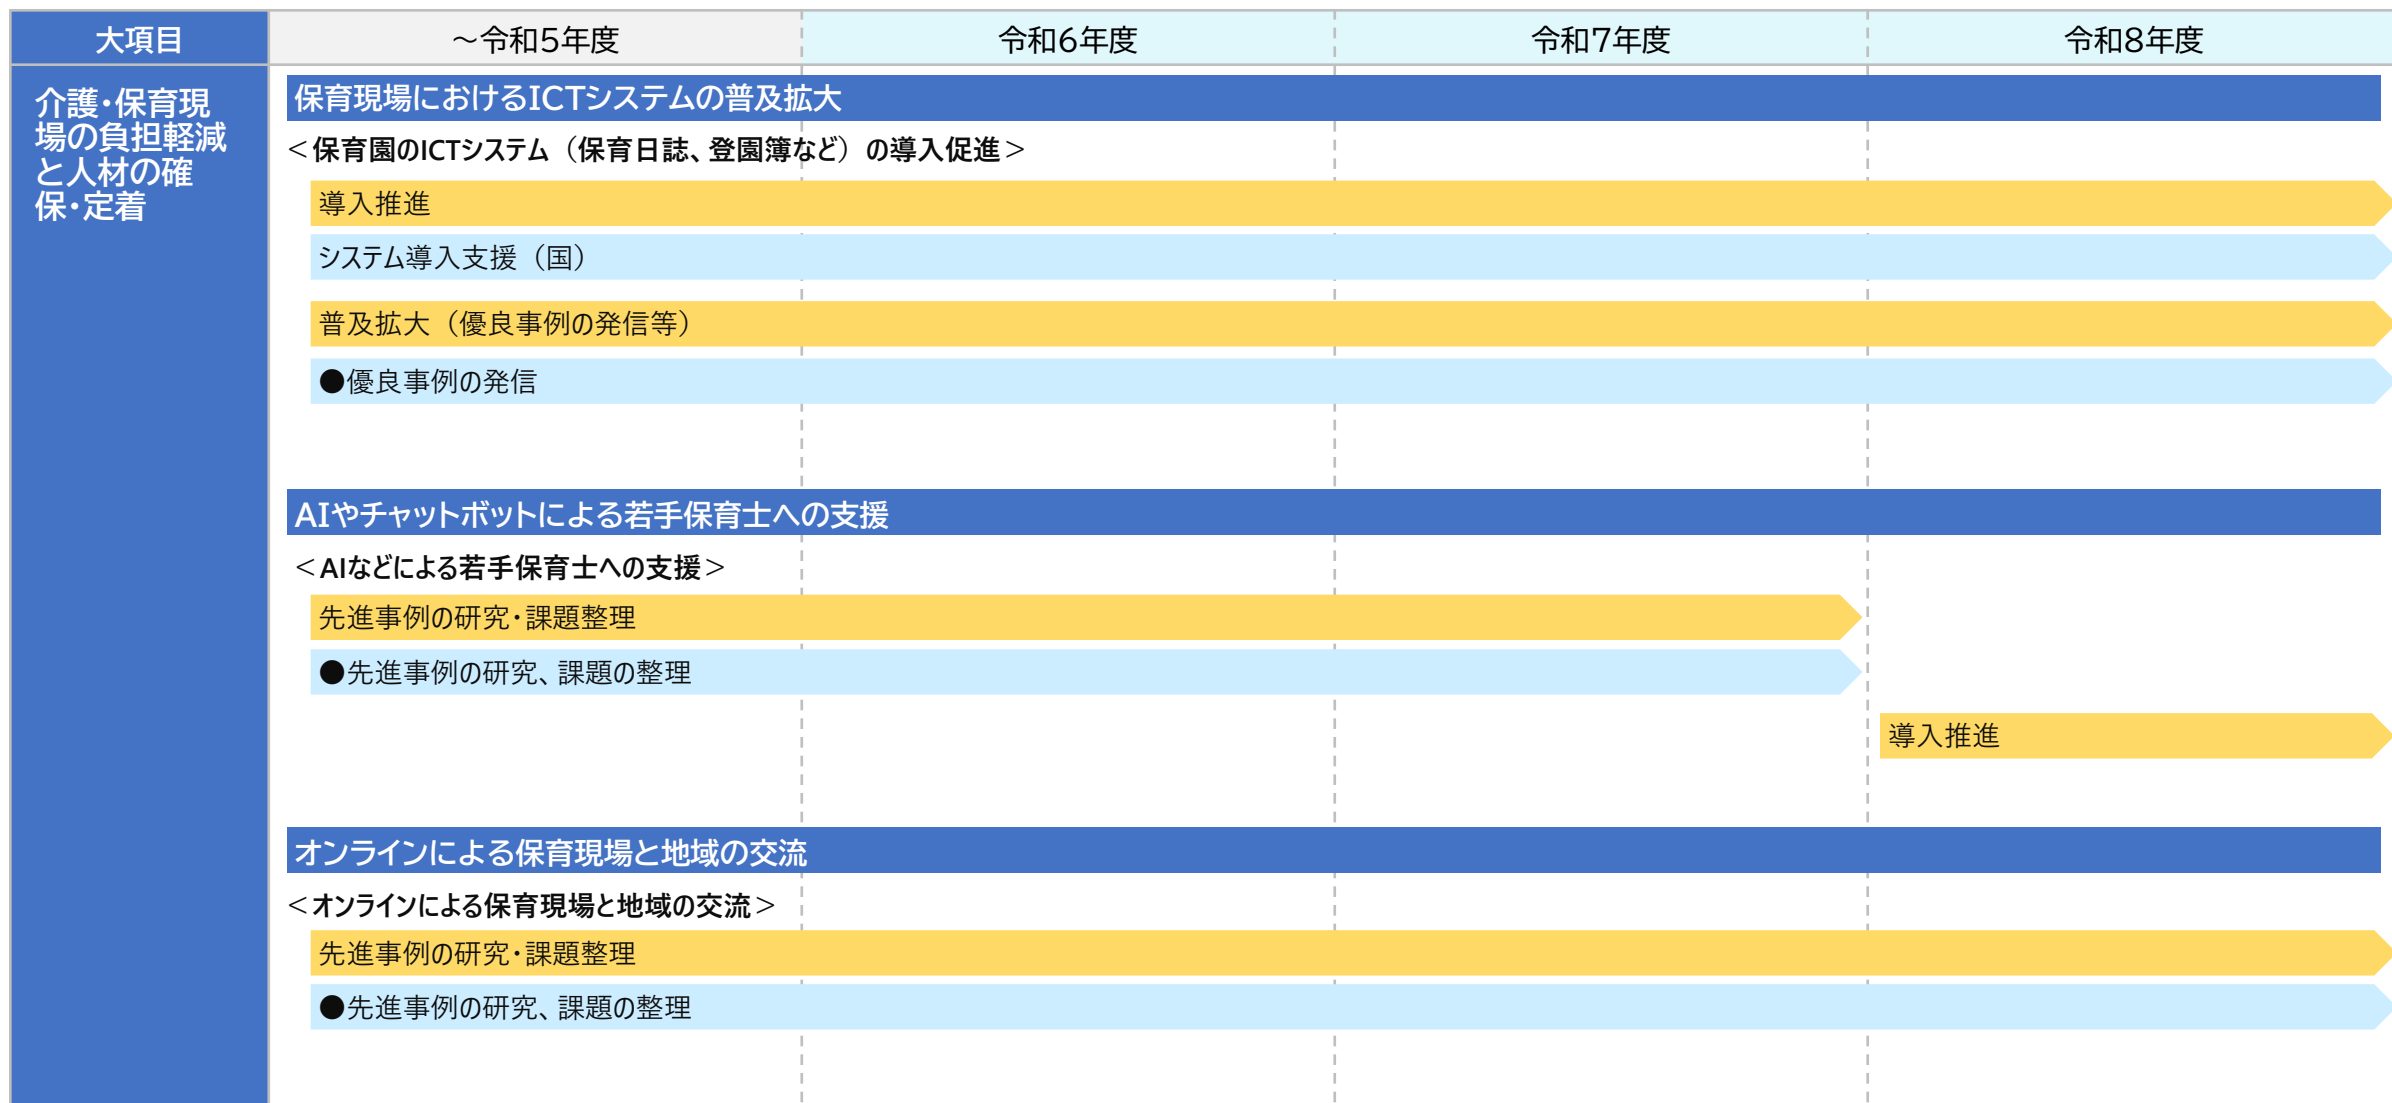 大項目
～令和5年度
令和6年度
令和7年度
令和8年度
介護・保育現
場の負担軽減
と人材の確
保・定着
保育現場におけるICTシステムの普及拡大
＜保育園のICTシステム（保育日誌、登園簿など）の導入促進＞
導入推進
システム導入支援（国）
普及拡大（優良事例の発信等）
●優良事例の発信
AIやチャットボットによる若手保育士への支援
＜AIなどによる若手保育士への支援＞
先進事例の研究・課題整理
●先進事例の研究、課題の整理
導入推進
オンラインによる保育現場と地域の交流
＜オンラインによる保育現場と地域の交流＞
先進事例の研究・課題整理
●先進事例の研究、課題の整理